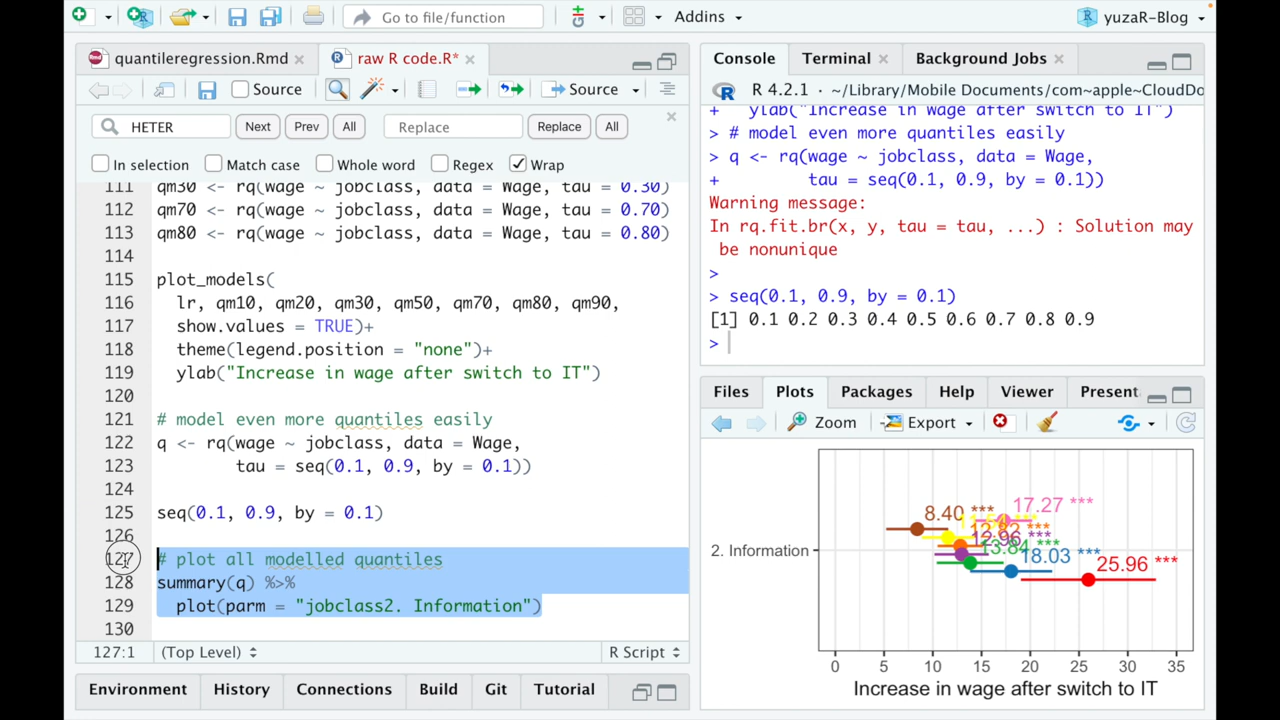 Go to file/function
Addins
yuzaR-Blog
quantileregression.Rmd
raw R code.R*
Source
Source
HETER
Next
Prev
All
Replace
Replace
All
In selection
Match case
Whole word
Regex
Wrap
111 qm30 <- rq(wage ~ jobclass, data = Wage, tau = 0.30)
112 qm70 <- rq(wage ~ jobclass, data = Wage, tau = 0.70)
113 qm80 <- rq(wage ~ jobclass, data = Wage, tau = 0.80)
114
115 plot_models(
116 lr, qm10, qm20, qm30, qm50, qm70, qm80, qm90,
117 show.values = TRUE)+
118 theme(legend.position = "none")+
119 ylab("Increase in wage after switch to IT")
120
121 # model even more quantiles easily
122 q <- rq(wage ~ jobclass, data = Wage,
123 tau = seq(0.1, 0.9, by = 0.1))
124
125 seq(0.1, 0.9, by = 0.1)
126
127 # plot all modelled quantiles
128 summary(q) %>%
129 plot(parm = "jobclass2. Information")
130
127:1 (Top Level) R Script
Environment
History
Connections
Build
Git
Tutorial
Console
Terminal
Background Jobs
R 4.2.1 · ~/Library/Mobile Documents/com~apple~CloudDo
+ ylab("Increase in wage after switch to IT")
> # model even more quantiles easily
> q <- rq(wage ~ jobclass, data = Wage,
+ tau = seq(0.1, 0.9, by = 0.1))
Warning message:
In rq.fit.br(x, y, tau = tau, ...) : Solution may
be nonunique
>
> seq(0.1, 0.9, by = 0.1)
[1] 0.1 0.2 0.3 0.4 0.5 0.6 0.7 0.8 0.9
>
Files
Plots
Packages
Help
Viewer
Present
Zoom
Export
17.27 ***
8.40 ***
12.82 ***
12.96 ***
13.84 ***
18.03 ***
25.96 ***
2. Information
0 5 10 15 20 25 30 35
Increase in wage after switch to IT